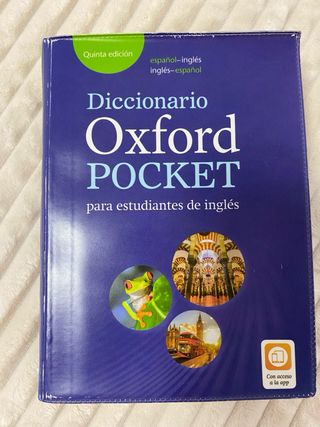 Quinta edición
español–inglés
inglés–español
Diccionario
Oxford
POCKET
para estudiantes de inglés
Con acceso
a la app